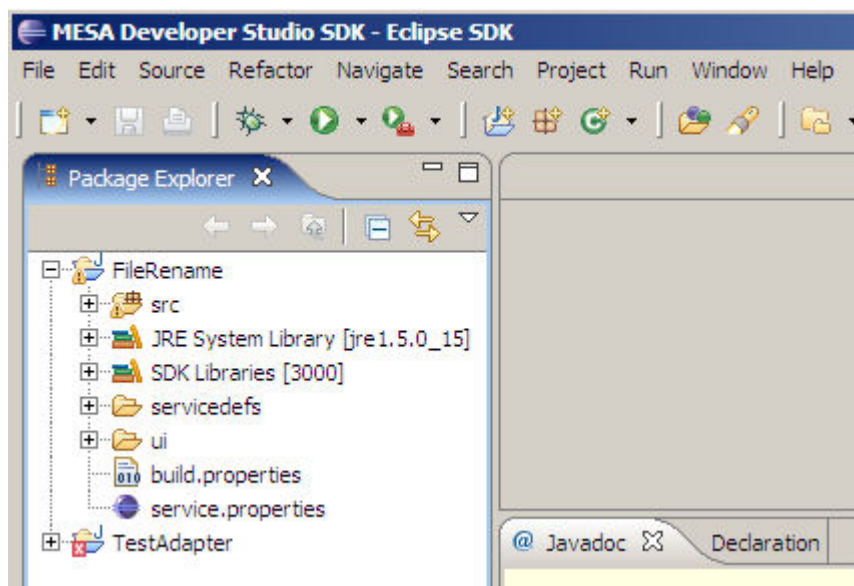 MESA Developer Studio SDK - Eclipse SDK
File Edit Source Refactor Navigate Search Project Run Window Help
Package Explorer
FileRename
src
JRE System Library [jre1.5.0_15]
SDK Libraries [3000]
servicedefs
ui
build.properties
service.properties
TestAdapter
@ Javadoc Declaration